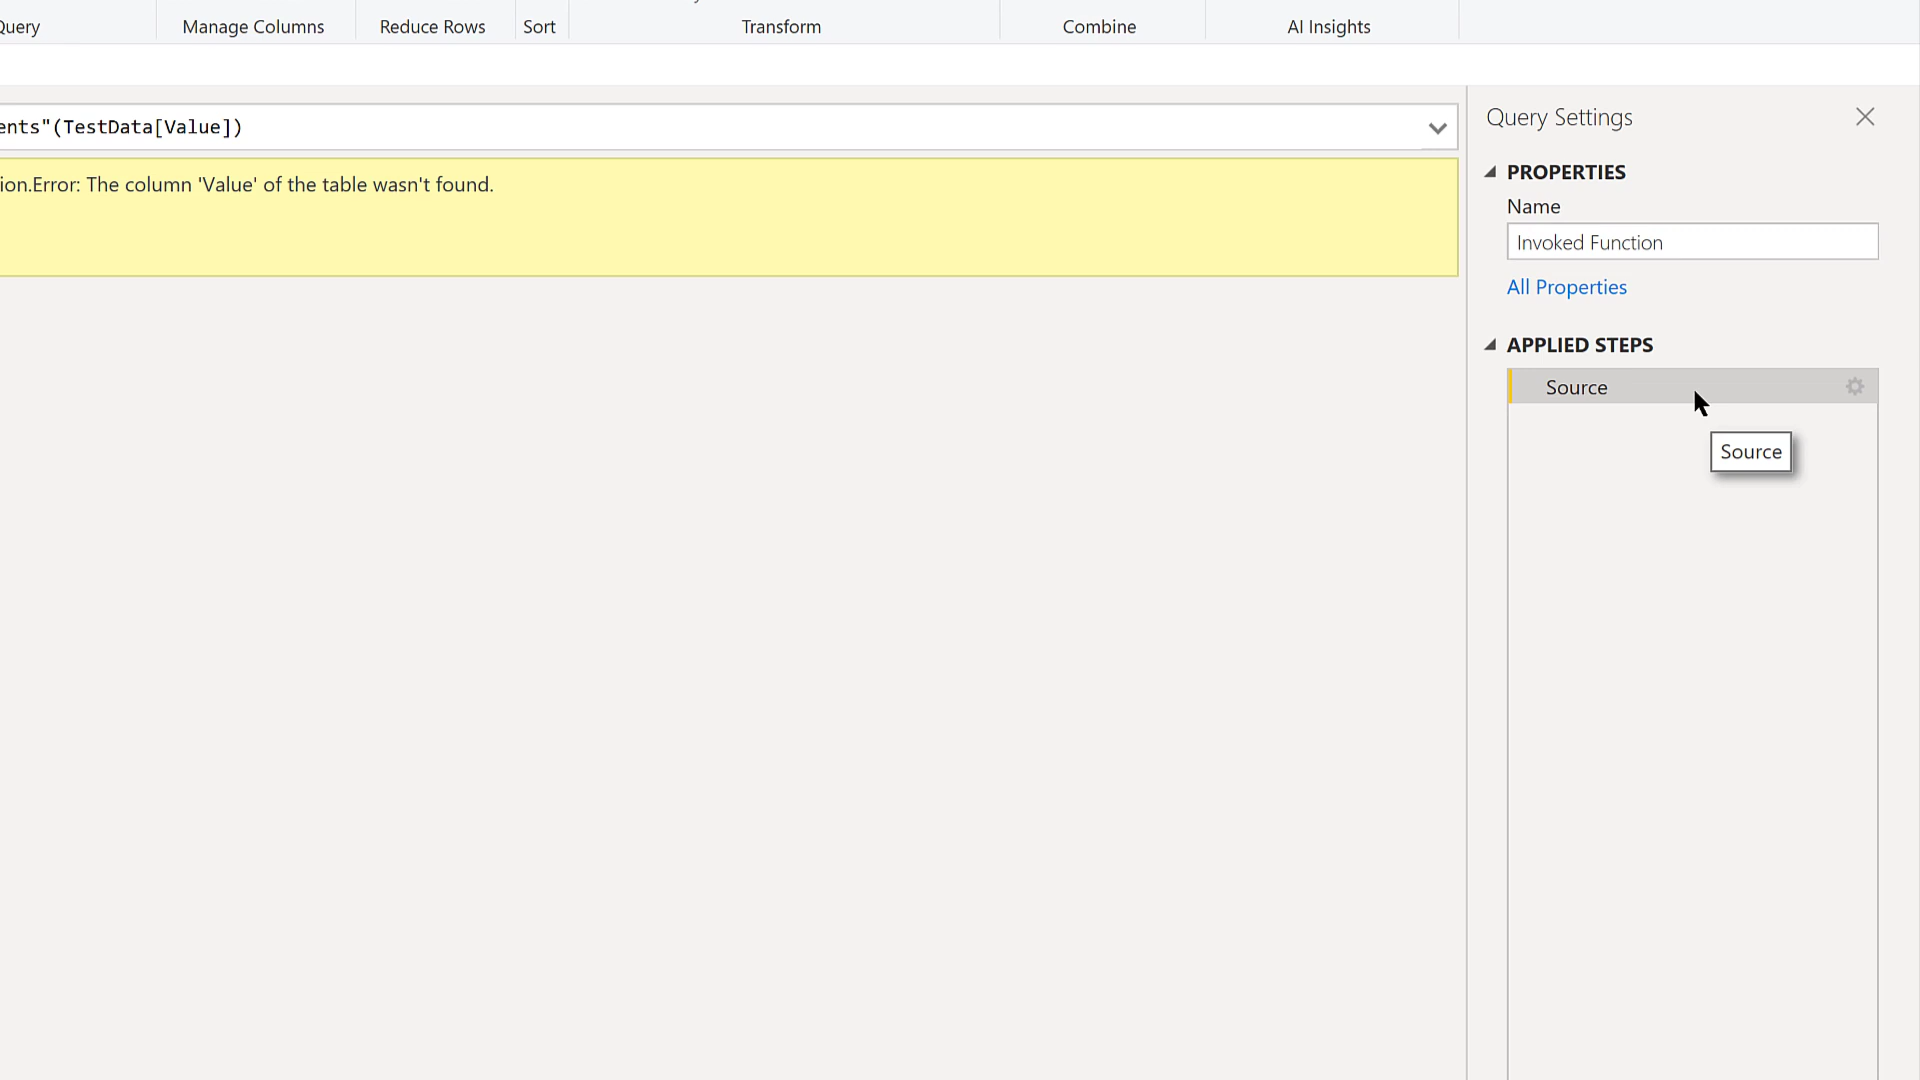 Query
Manage Columns
Reduce Rows
Sort
Transform
Combine
AI Insights
ents"(TestData[Value])
ion.Error: The column 'Value' of the table wasn't found.
Query Settings
PROPERTIES
Name
Invoked Function
All Properties
APPLIED STEPS
Source
Source